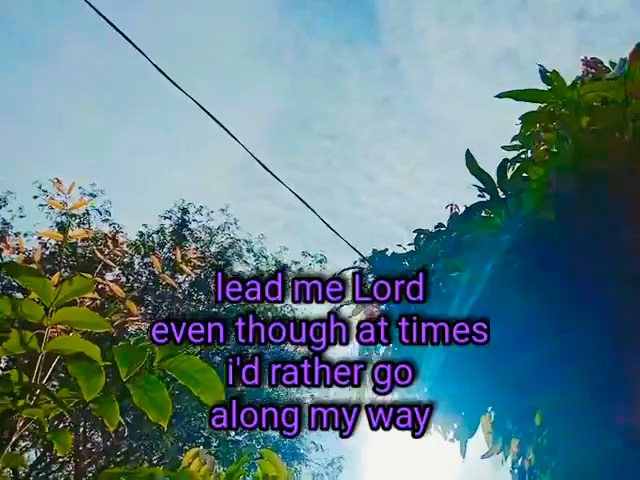 lead me Lord
even though at times
i'd rather go
along my way